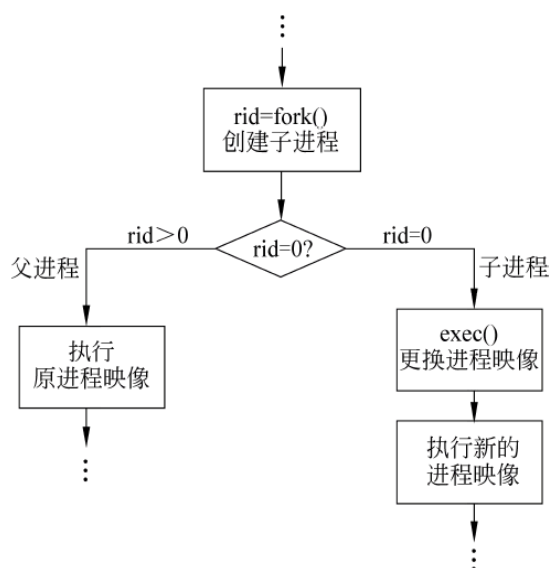 ⋮
rid=fork()
创建子进程
rid>0
rid=0?
rid=0
父进程
子进程
执行
原进程映像
exec()
更换进程映像
⋮
执行新的
进程映像
⋮